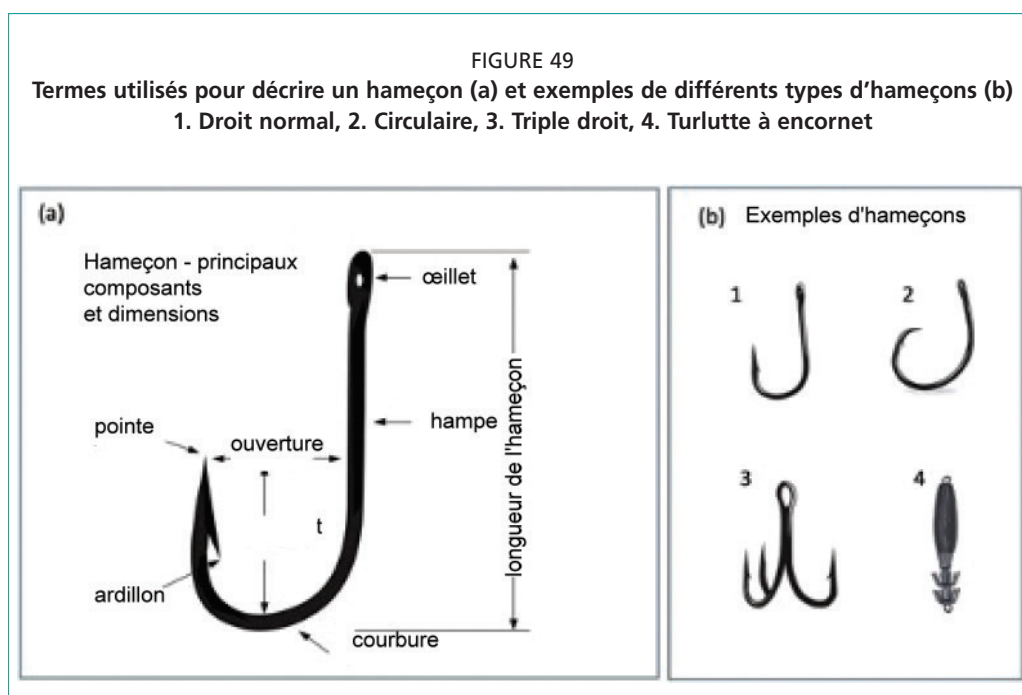 FIGURE 49
Termes utilisés pour décrire un hameçon (a) et exemples de différents types d’hameçons (b)
1. Droit normal, 2. Circulaire, 3. Triple droit, 4. Turlutte à encornet
(a)
Hameçon - principaux
composants
et dimensions
œillet
pointe
ouverture
hampe
longueur de l'hameçon
t
ardillon
courbure
(b) Exemples d'hameçons
1
2
3
4